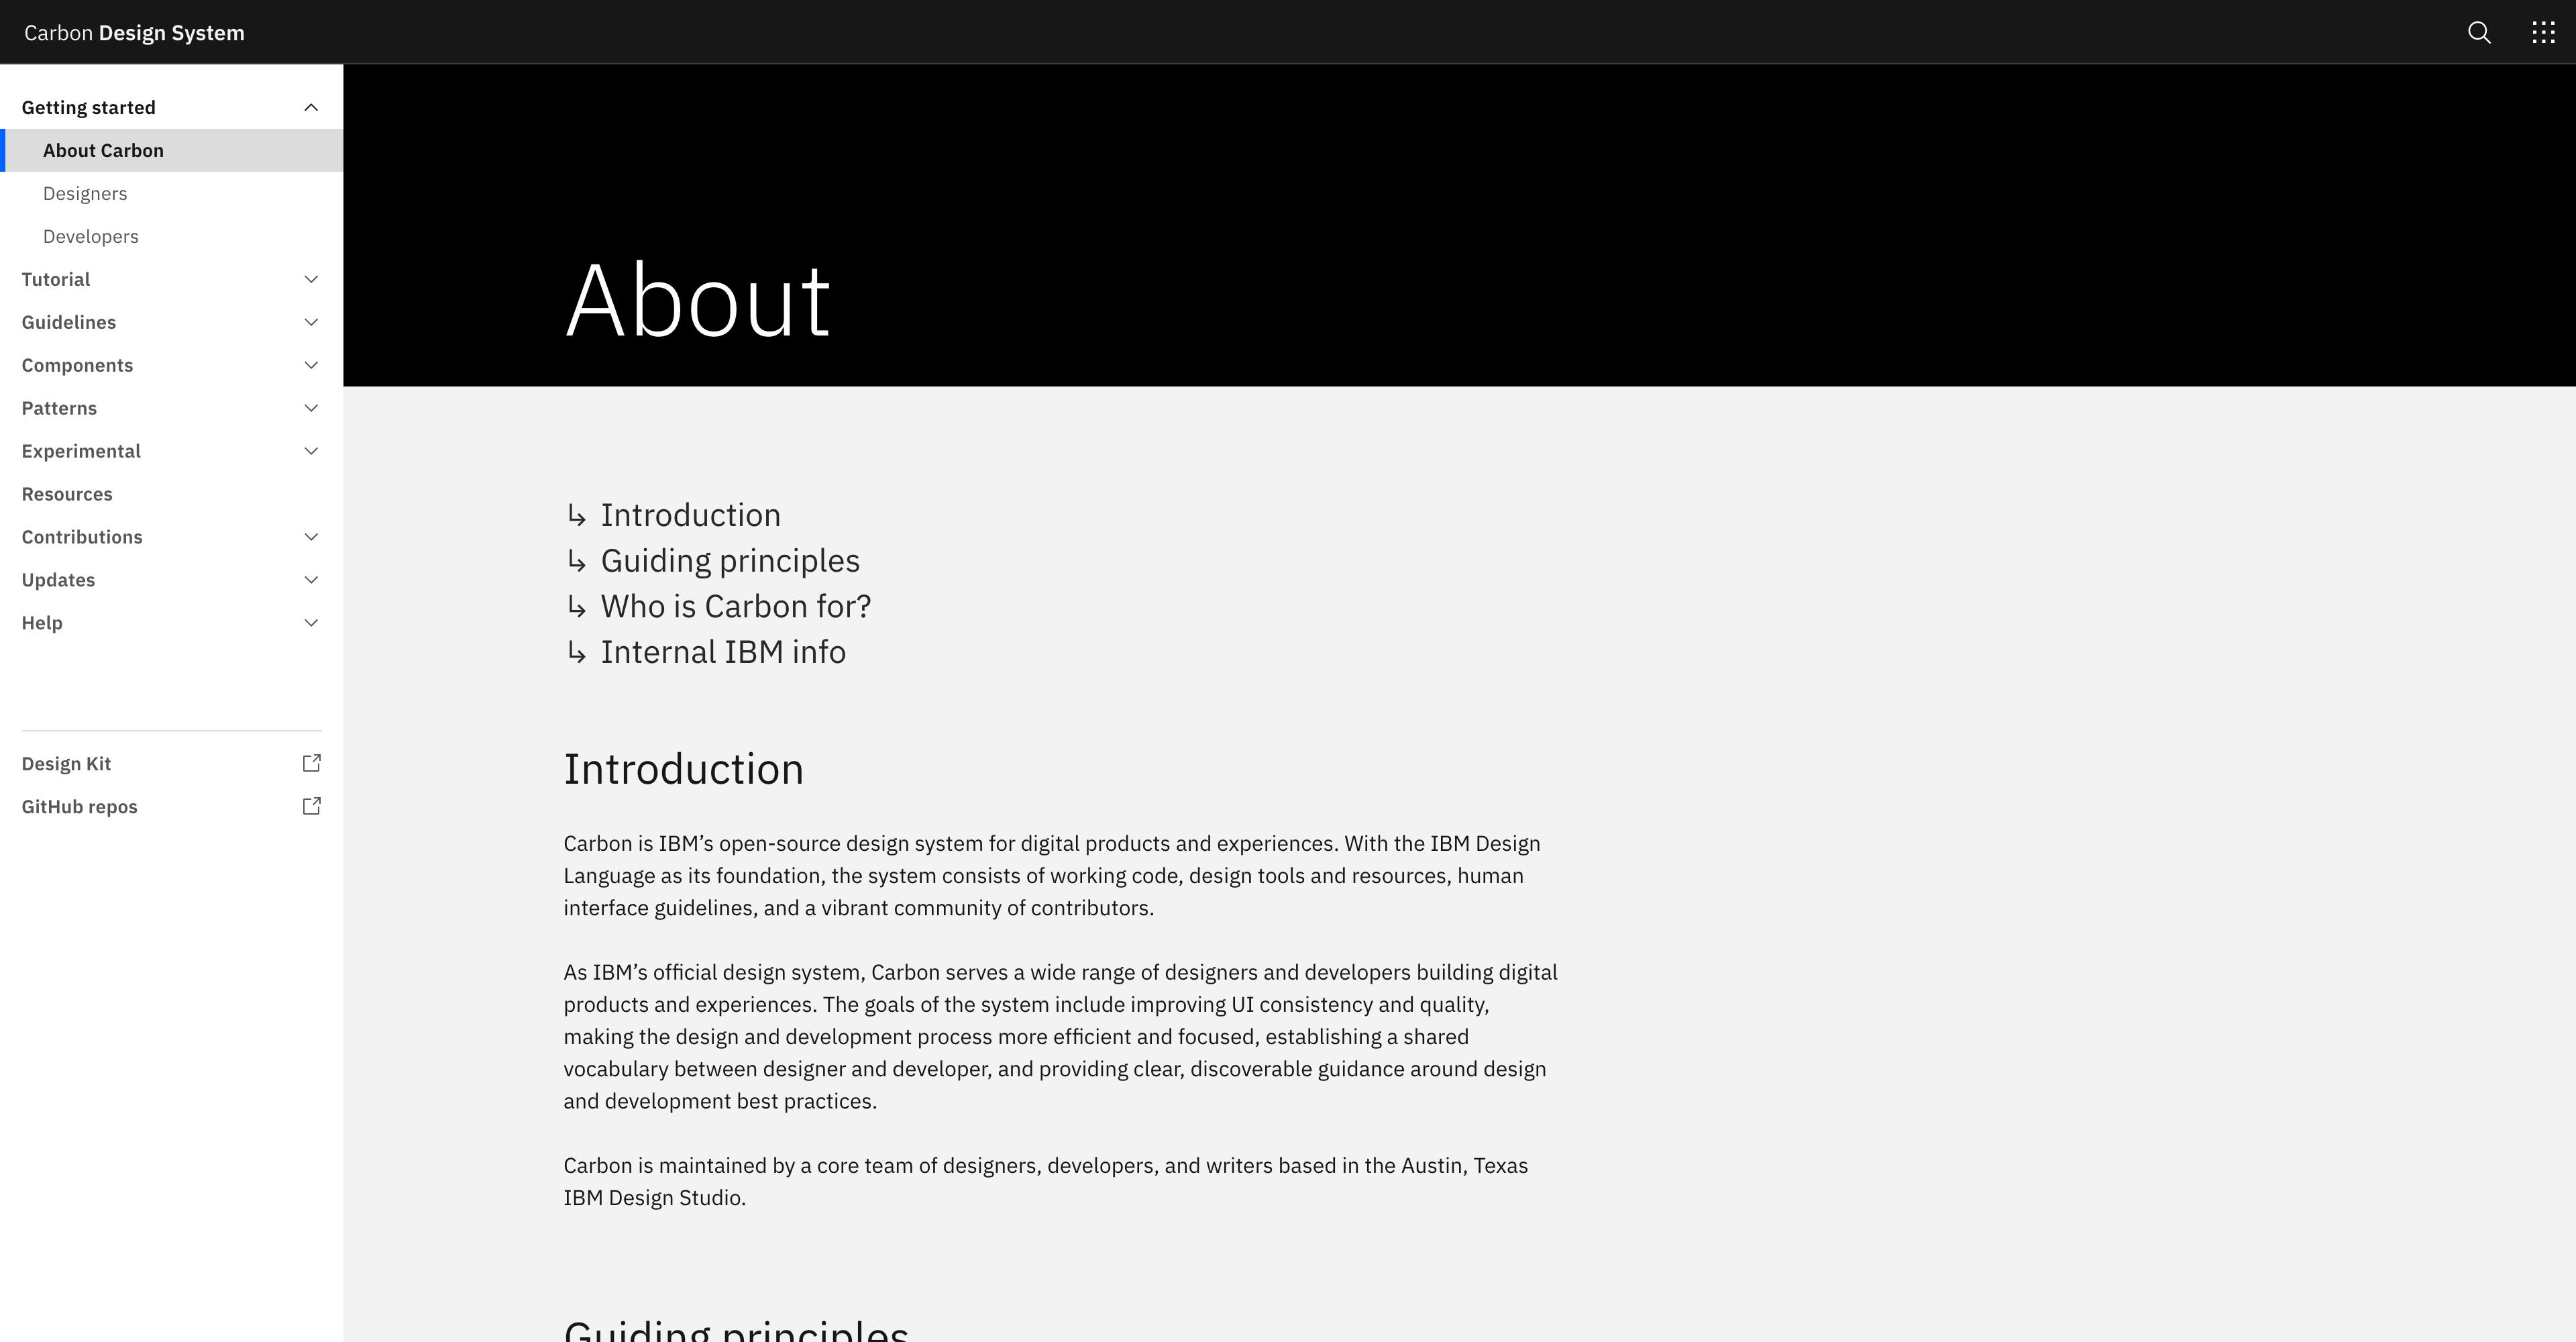 Carbon Design System
Getting started
About Carbon
Designers
Developers
Tutorial
Guidelines
Components
Patterns
Experimental
Resources
Contributions
Updates
Help
Design Kit
GitHub repos
About
↳ Introduction
↳ Guiding principles
↳ Who is Carbon for?
↳ Internal IBM info
Introduction
Carbon is IBM’s open-source design system for digital products and experiences. With the IBM Design
Language as its foundation, the system consists of working code, design tools and resources, human
interface guidelines, and a vibrant community of contributors.
As IBM’s official design system, Carbon serves a wide range of designers and developers building digital
products and experiences. The goals of the system include improving UI consistency and quality,
making the design and development process more efficient and focused, establishing a shared
vocabulary between designer and developer, and providing clear, discoverable guidance around design
and development best practices.
Carbon is maintained by a core team of designers, developers, and writers based in the Austin, Texas
IBM Design Studio.
Guiding principles